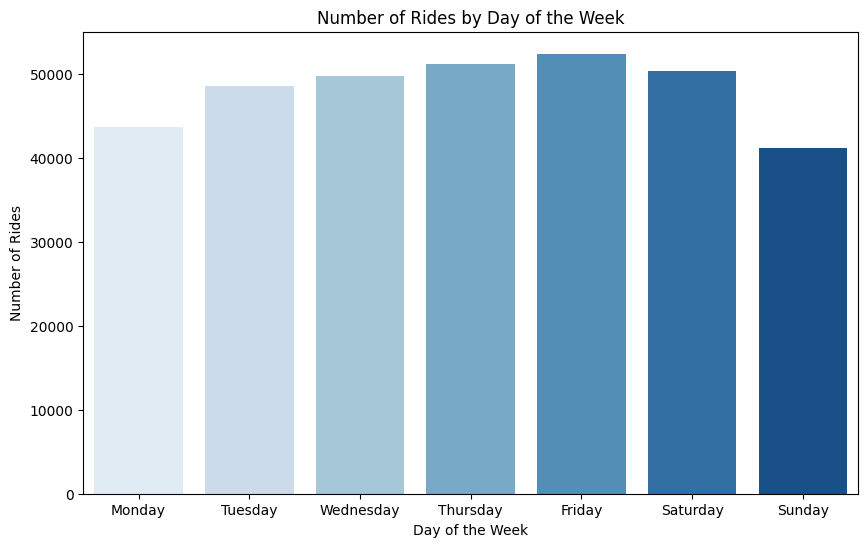 Number of Rides by Day of the Week
Number of Rides
50000
40000
30000
20000
10000
0
Monday Tuesday Wednesday Thursday Friday Saturday Sunday
Day of the Week